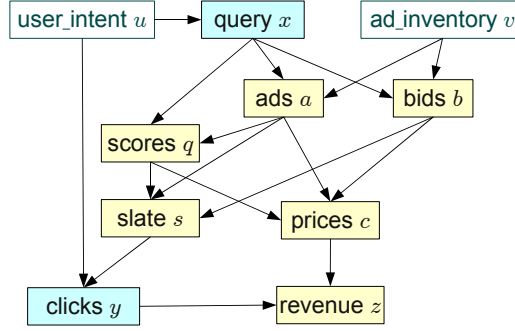 user_intent u
query x
ad_inventory v
ads a
bids b
scores q
slate s
prices c
clicks y
revenue z